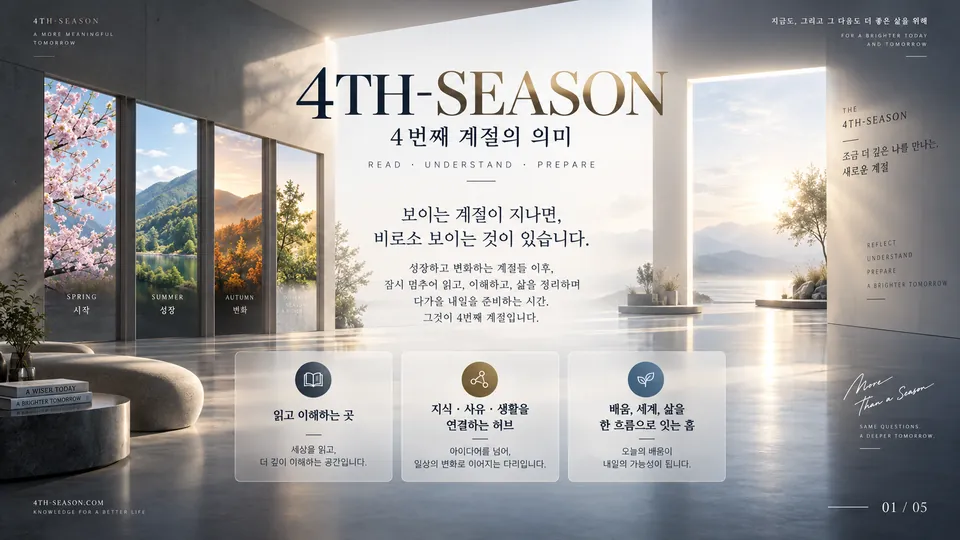 4TH-SEASON
A MORE MEANINGFUL
TOMORROW
지금도, 그리고 그 다음도 더 좋은 삶을 위해
FOR A BRIGHTER TODAY
AND TOMORROW
4TH-SEASON
4번째 계절의 의미
READ · UNDERSTAND · PREPARE
보이는 계절이 지나면,
비로소 보이는 것이 있습니다.
성장하고 변화하는 계절들 이후,
잠시 멈추어 읽고, 이해하고, 삶을 정리하며
다가올 내일을 준비하는 시간.
그것이 4번째 계절입니다.
THE
4TH-SEASON
조금 더 깊은 나를 만나는,
새로운 계절
REFLECT
UNDERSTAND
PREPARE
A BRIGHTER TOMORROW
SPRING
시작
SUMMER
성장
AUTUMN
변화
A WISER TODAY
A BRIGHTER TOMORROW
읽고 이해하는 곳
세상을 읽고,
더 깊이 이해하는 공간입니다.
지식 · 사유 · 생활을
연결하는 허브
아이디어를 넘어,
일상의 변화로 이어지는 다리입니다.
배움, 세계, 삶을
한 흐름으로 잇는 홈
오늘의 배움이
내일의 가능성이 됩니다.
More
Than a Season
SAME QUESTIONS.
A DEEPER TOMORROW.
4TH-SEASON.COM
KNOWLEDGE FOR A BETTER LIFE
01 / 05